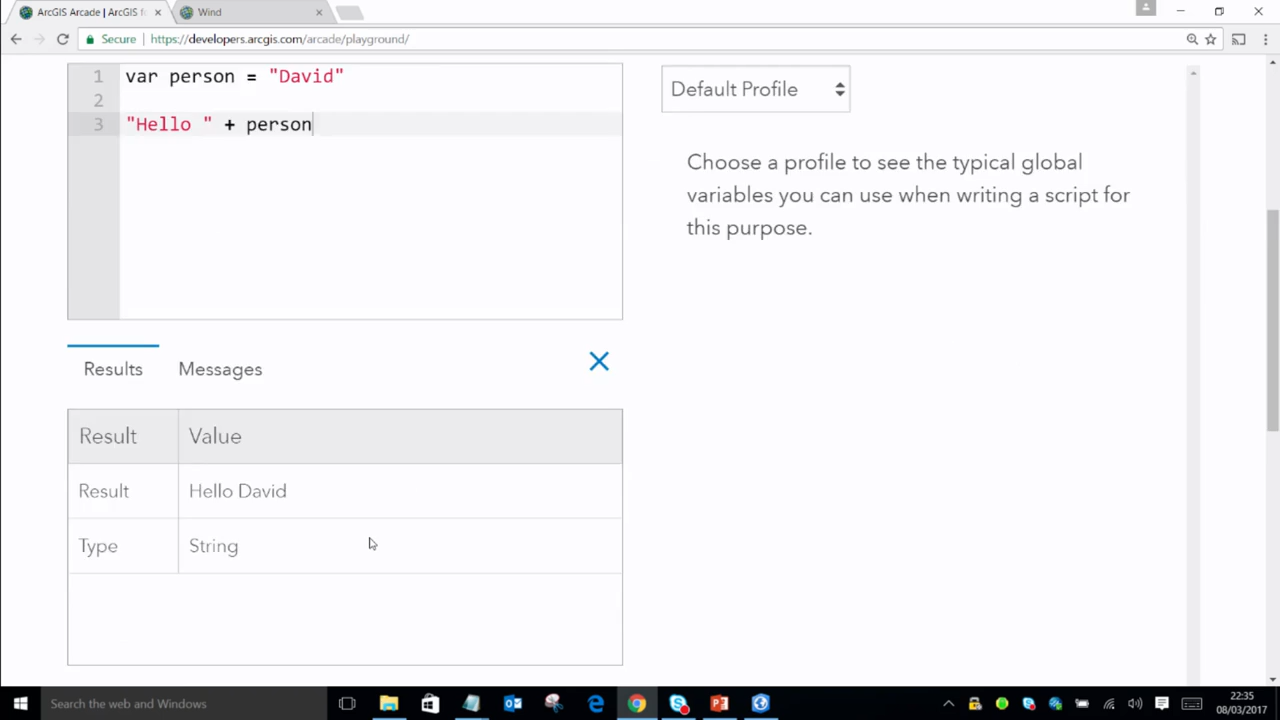 ArcGIS Arcade | ArcGIS f
Wind
Secure
https://developers.arcgis.com/arcade/playground/
1 var person = "David"
2
3 "Hello " + person
Default Profile
Choose a profile to see the typical global
variables you can use when writing a script for
this purpose.
Results Messages
Result Value
Result Hello David
Type String
Search the web and Windows
22:35
08/03/2017